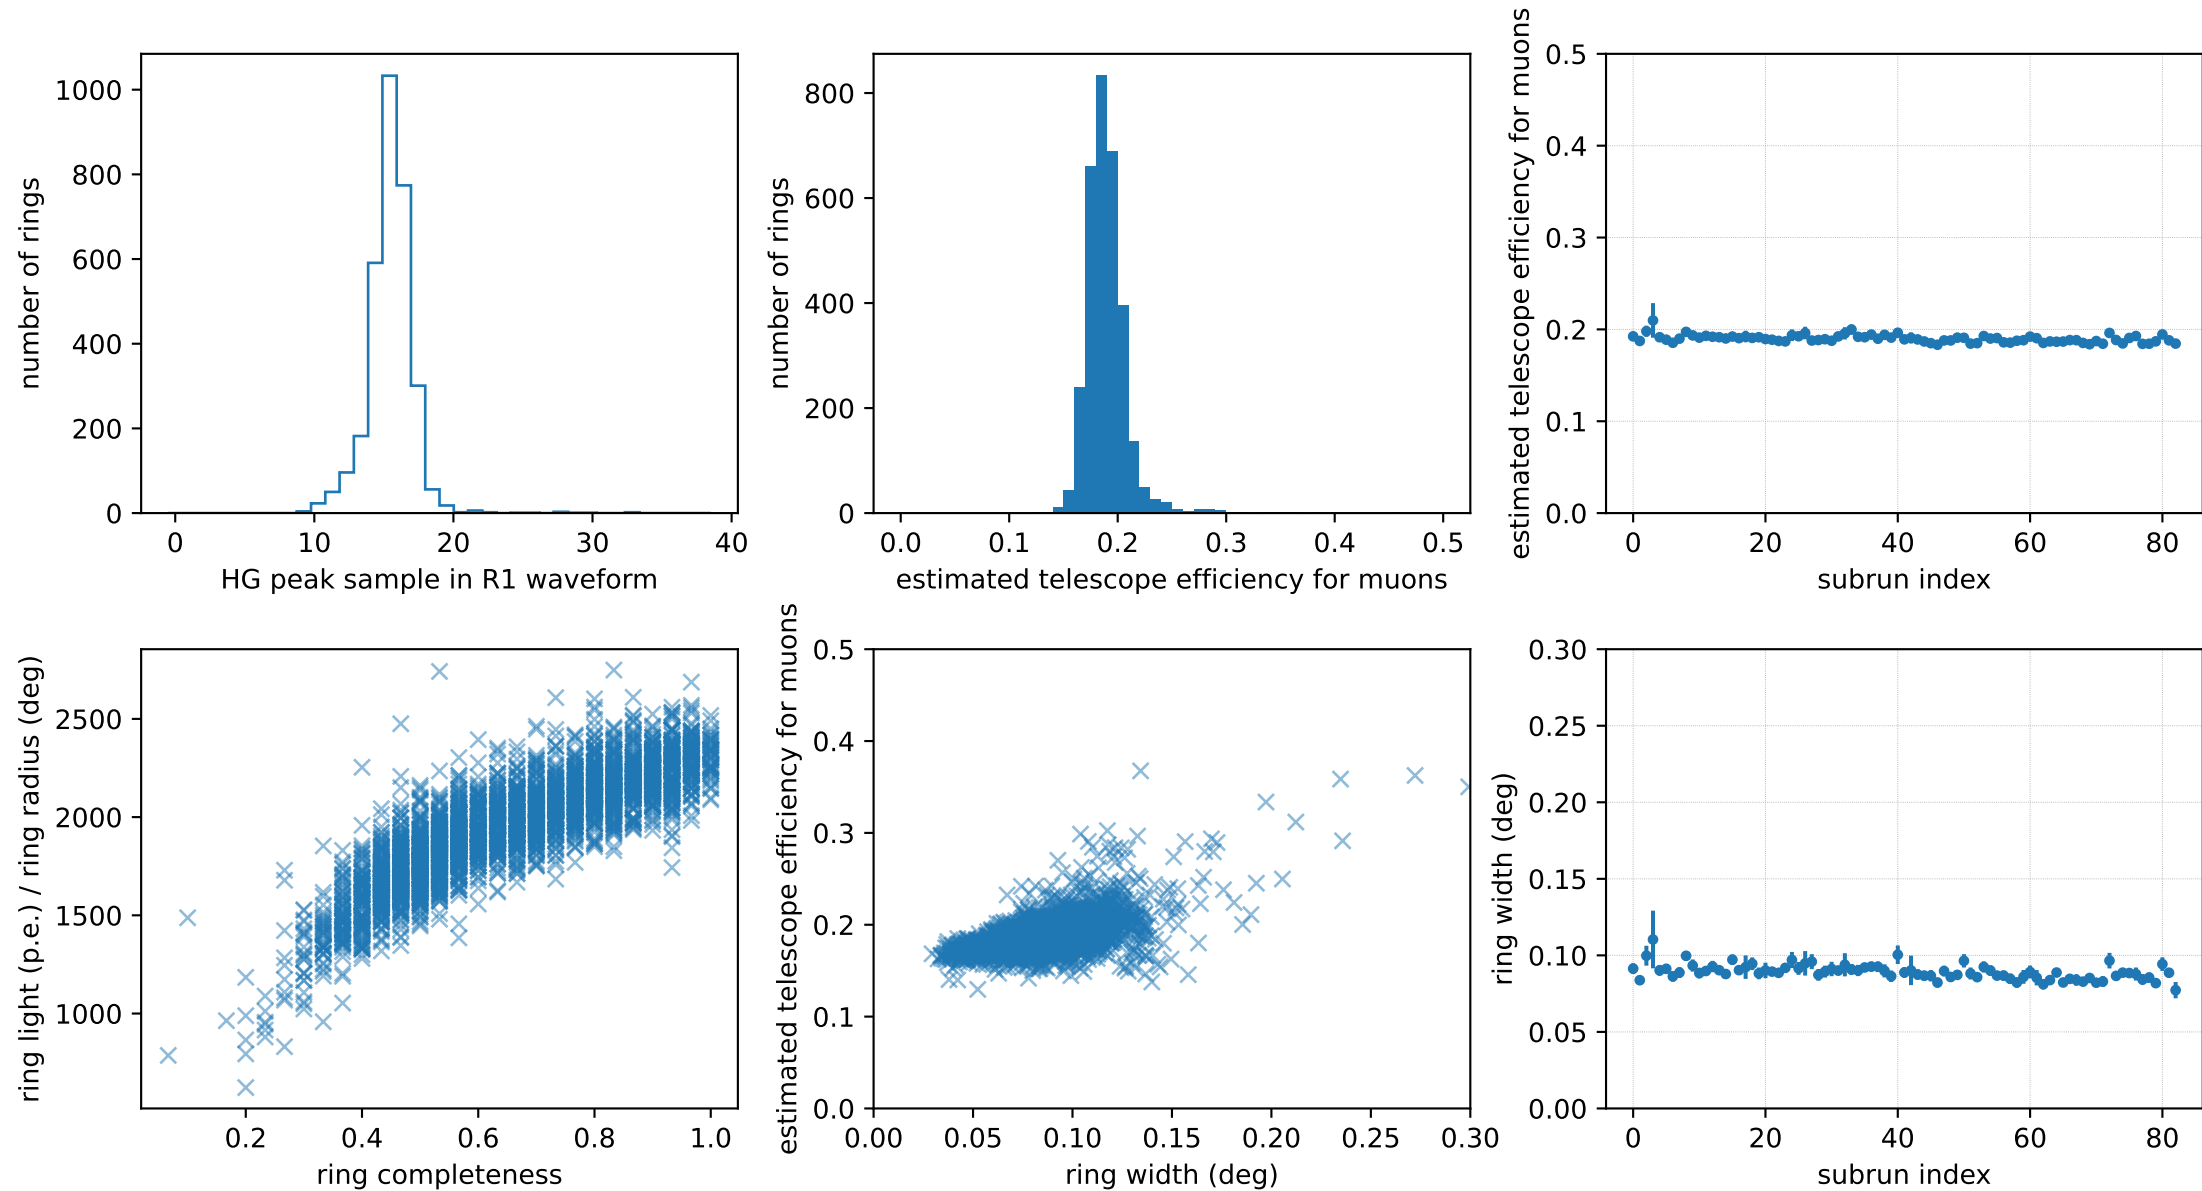 1000
800
600
400
200
0
number of rings
0 10 20 30 40
HG peak sample in R1 waveform
800
600
400
200
0
number of rings
0.0 0.1 0.2 0.3 0.4 0.5
estimated telescope efficiency for muons
0.5
0.4
0.3
0.2
0.1
0.0
estimated telescope efficiency for muons
0 20 40 60 80
subrun index
2500
2000
1500
1000
ring light (p.e.) / ring radius (deg)
0.2 0.4 0.6 0.8 1.0
ring completeness
0.5
0.4
0.3
0.2
0.1
0.0
estimated telescope efficiency for muons
0.00 0.05 0.10 0.15 0.20 0.25 0.30
ring width (deg)
0.30
0.25
0.20
0.15
0.10
0.05
0.00
ring width (deg)
0 20 40 60 80
subrun index